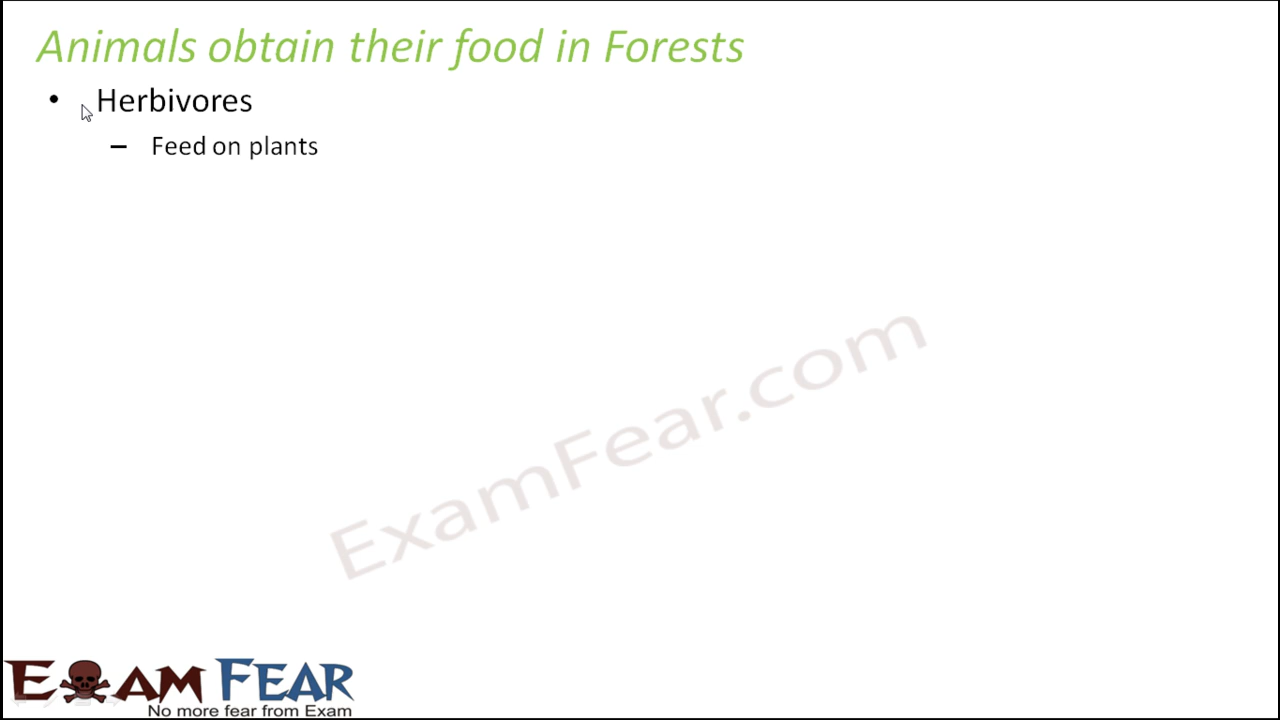 Animals obtain their food in Forests
• Herbivores
– Feed on plants
ExamFear.com
EXAM FEAR
No more fear from Exam